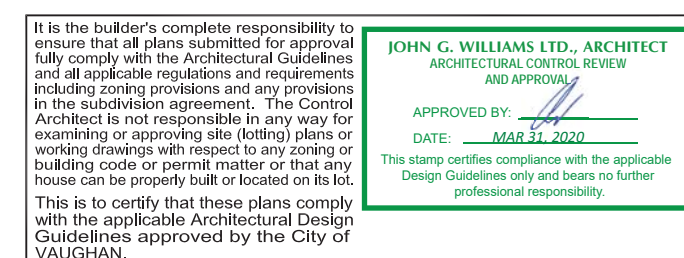 It is the builder's complete responsibility to
ensure that all plans submitted for approval
fully comply with the Architectural Guidelines
and all applicable regulations and requirements
including zoning provisions and any provisions
in the subdivision agreement.  The Control
Architect is not responsible in any way for
examining or approving site (lotting) plans or
working drawings with respect to any zoning or
building code or permit matter or that any
house can be properly built or located on its lot.
This is to certify that these plans comply
with the applicable Architectural Design
Guidelines approved by the City of
VAUGHAN.
JOHN G. WILLIAMS LTD., ARCHITECT
ARCHITECTURAL CONTROL REVIEW
AND APPROVAL
APPROVED BY:
DATE: MAR 31, 2020
This stamp certifies compliance with the applicable
Design Guidelines only and bears no further
professional responsibility.